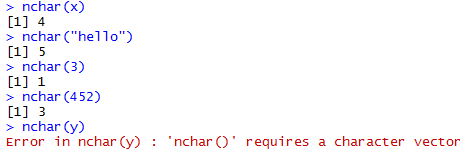 > nchar(x)
[1] 4
> nchar("hello")
[1] 5
> nchar(3)
[1] 1
> nchar(452)
[1] 3
> nchar(y)
Error in nchar(y) : 'nchar()' requires a character vector